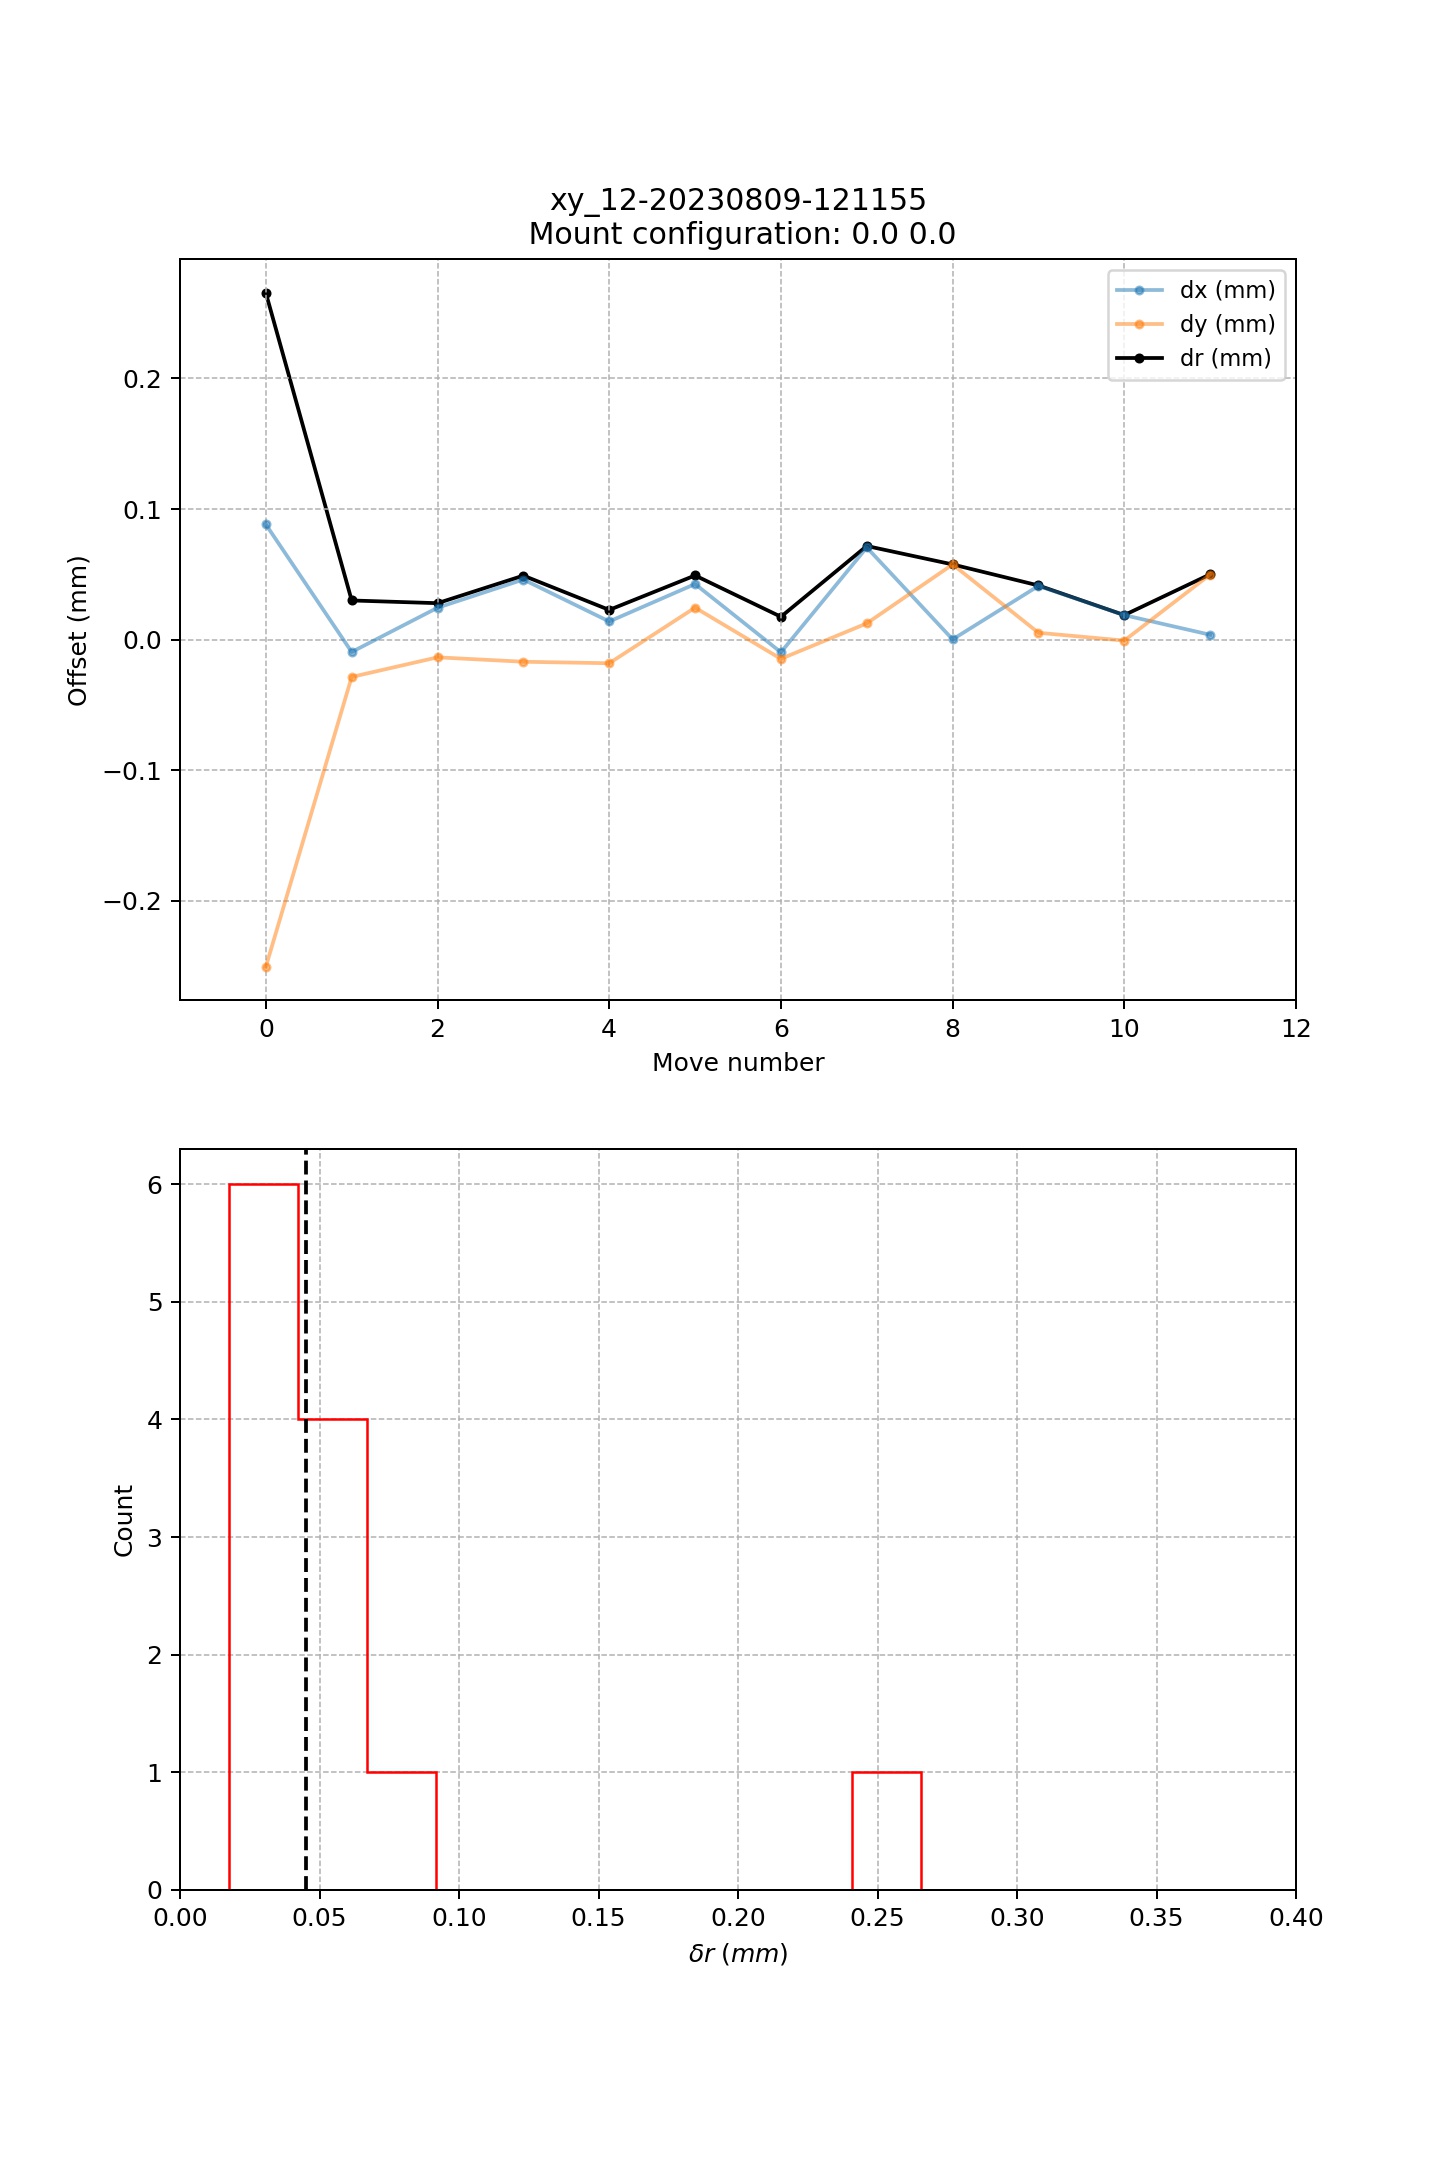 xy_12-20230809-121155
Mount configuration: 0.0 0.0
dx (mm)
dy (mm)
dr (mm)
Offset (mm)
0.2
0.1
0.0
−0.1
−0.2
0 2 4 6 8 10 12
Move number
Count
6
5
4
3
2
1
0
0.00 0.05 0.10 0.15 0.20 0.25 0.30 0.35 0.40
δr (mm)